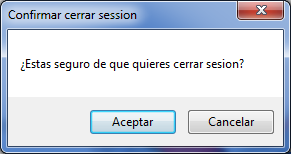 Confirmar cerrar session
¿Estas seguro de que quieres cerrar sesion?
Aceptar
Cancelar